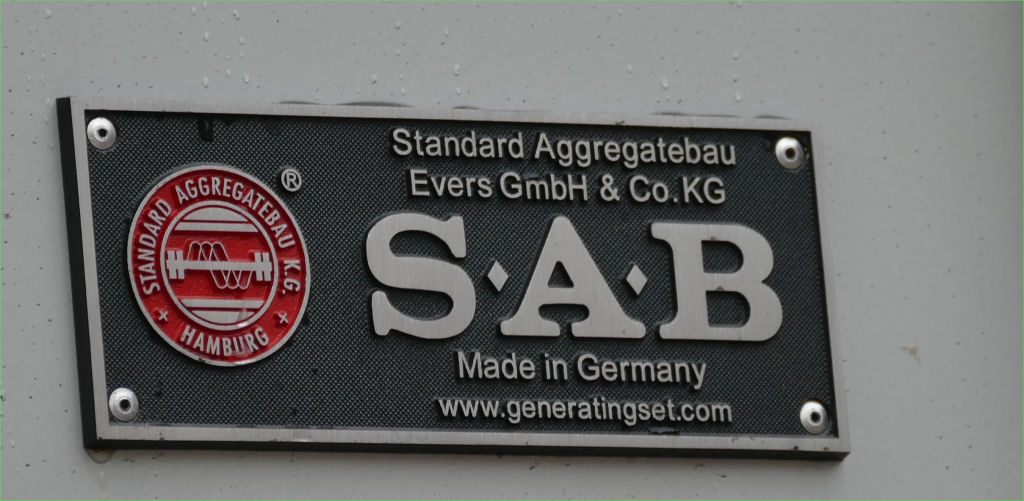 STANDARD AGGREGATEBAU K.G.
HAMBURG
®
Standard Aggregatebau
Evers GmbH & Co.KG
S·A·B
Made in Germany
www.generatingset.com